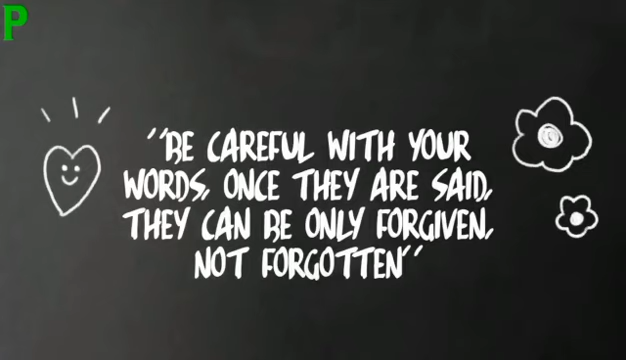 P
‘‘BE CAREFUL WITH YOUR
WORDS, ONCE THEY ARE SAID,
THEY CAN BE ONLY FORGIVEN,
NOT FORGOTTEN’’